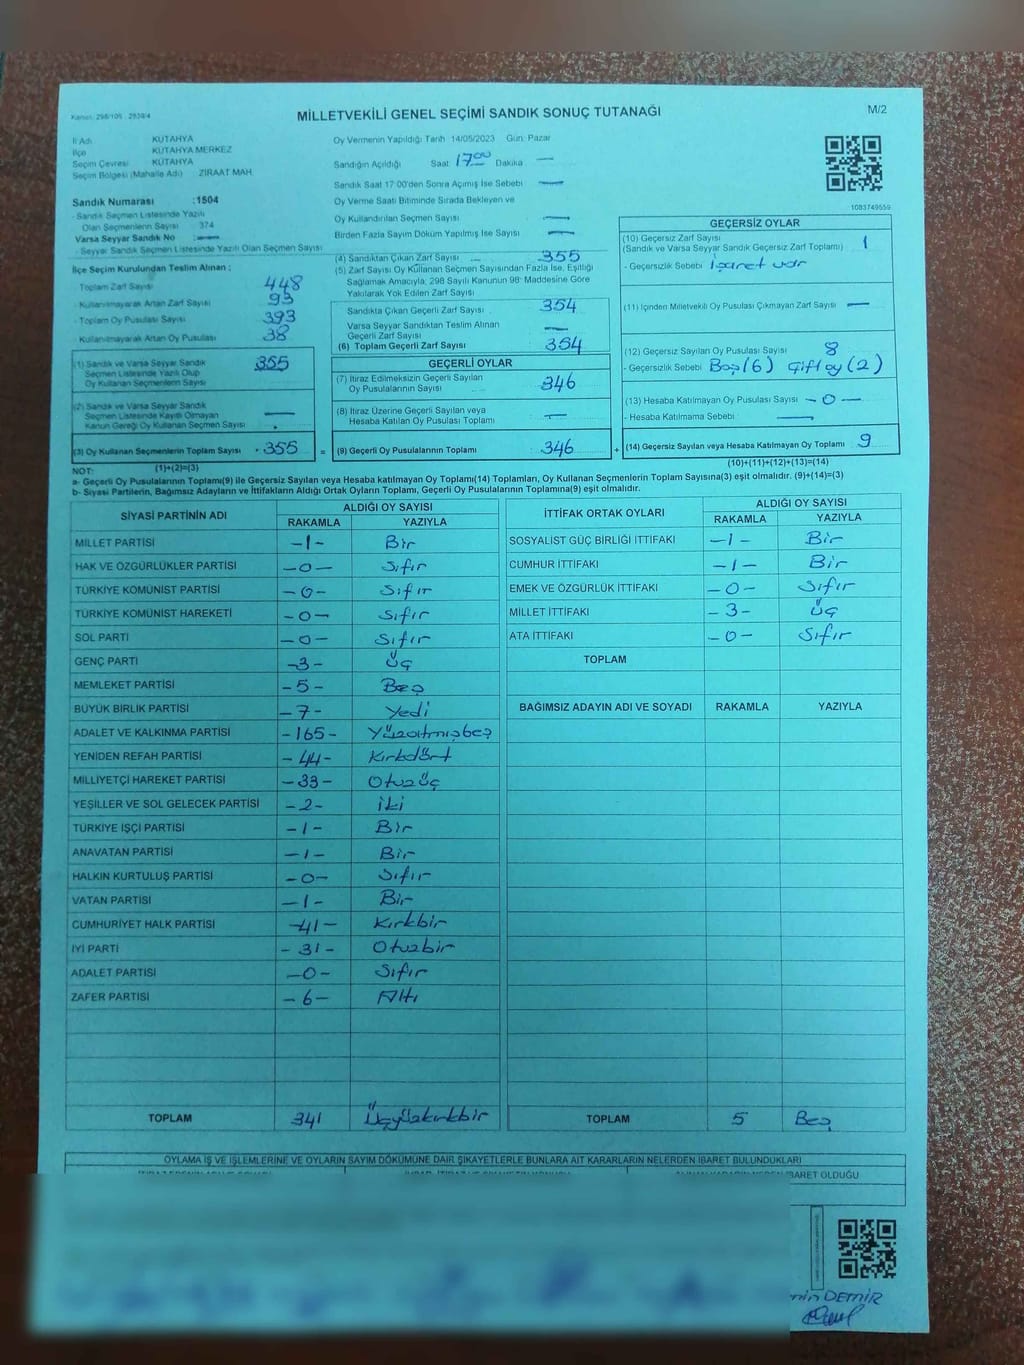 Kanun: 298/105 - 2839/4
MİLLETVEKİLİ GENEL SEÇİMİ SANDIK SONUÇ TUTANAĞI
M/2
İl Adı KÜTAHYA
İlçe KÜTAHYA MERKEZ
Seçim Çevresi KÜTAHYA
Seçim Bölgesi (Mahalle Adı) ZİRAAT MAH.
Sandık Numarası :1504
- Sandık Seçmen Listesinde Yazılı
Olan Seçmenlerin Sayısı 374
Varsa Seyyar Sandık No : —
- Seyyar Sandık Seçmen Listesinde Yazılı Olan Seçmen Sayısı
İlçe Seçim Kurulundan Teslim Alınan ;
Toplam Zarf Sayısı 448
- Kullanılmayarak Artan Zarf Sayısı 93
- Toplam Oy Pusulası Sayısı 393
- Kullanılmayarak Artan Oy Pusulası 38
(1) Sandık ve Varsa Seyyar Sandık 355
Seçmen Listesinde Yazılı Olup
Oy Kullanan Seçmenlerin Sayısı
(2) Sandık ve Varsa Seyyar Sandık
Seçmen Listesinde Kayıtlı Olmayan —
Kanun Gereği Oy Kullanan Seçmen Sayısı
(3) Oy Kullanan Seçmenlerin Toplam Sayısı 355 =
Oy Vermenin Yapıldığı Tarih 14/05/2023 Gün: Pazar
Sandığın Açıldığı Saat 17⁰⁰ Dakika —
Sandık Saat 17:00'den Sonra Açımış İse Sebebi —
Oy Verme Saati Bitiminde Sırada Bekleyen ve
Oy Kullandırılan Seçmen Sayısı —
Birden Fazla Sayım Döküm Yapılmış İse Sayısı —
(4) Sandıktan Çıkan Zarf Sayısı 355
(5) Zarf Sayısı Oy Kullanan Seçmen Sayısından Fazla İse, Eşitliği
Sağlamak Amacıyla; 298 Sayılı Kanunun 98. Maddesine Göre
Yakılarak Yok Edilen Zarf Sayısı
Sandıkta Çıkan Geçerli Zarf Sayısı 354
Varsa Seyyar Sandıktan Teslim Alınan —
Geçerli Zarf Sayısı
(6) Toplam Geçerli Zarf Sayısı 354
GEÇERLİ OYLAR
(7) İtiraz Edilmeksizin Geçerli Sayılan 346
Oy Pusulalarının Sayısı
(8) İtiraz Üzerine Geçerli Sayılan veya —
Hesaba Katılan Oy Pusulası Toplamı
(9) Geçerli Oy Pusulalarının Toplamı 346 +
1083749559
GEÇERSİZ OYLAR
(10) Geçersiz Zarf Sayısı 1
(Sandık ve Varsa Seyyar Sandık Geçersiz Zarf Toplamı)
- Geçersizlik Sebebi İşaret var
(11) İçinden Milletvekili Oy Pusulası Çıkmayan Zarf Sayısı —
(12) Geçersiz Sayılan Oy Pusulası Sayısı 8
- Geçersizlik Sebebi Boş(6) Çift oy (2)
(13) Hesaba Katılmayan Oy Pusulası Sayısı -0-
- Hesaba Katılmama Sebebi —
(14) Geçersiz Sayılan veya Hesaba Katılmayan Oy Toplamı 9
NOT: (1)+(2)=(3) (10)+(11)+(12)+(13)=(14)
a- Geçerli Oy Pusulalarının Toplamı(9) ile Geçersiz Sayılan veya Hesaba katılmayan Oy Toplamı(14) Toplamları, Oy Kullanan Seçmenlerin Toplam Sayısına(3) eşit olmalıdır. (9)+(14)=(3)
b- Siyasi Partilerin, Bağımsız Adayların ve İttifakların Aldığı Ortak Oyların Toplamı, Geçerli Oy Pusulalarının Toplamına(9) eşit olmalıdır.
SİYASİ PARTİNİN ADI ALDIĞI OY SAYISI
RAKAMLA YAZIYLA
MİLLET PARTİSİ -1- Bir
HAK VE ÖZGÜRLÜKLER PARTİSİ -0- Sıfır
TÜRKİYE KOMÜNİST PARTİSİ -0- Sıfır
TÜRKİYE KOMÜNİST HAREKETİ -0- Sıfır
SOL PARTİ -0- Sıfır
GENÇ PARTİ -3- Üç
MEMLEKET PARTİSİ -5- Beş
BÜYÜK BİRLİK PARTİSİ -7- Yedi
ADALET VE KALKINMA PARTİSİ -165- Yüzaltmışbeş
YENİDEN REFAH PARTİSİ -44- Kırkdört
MİLLİYETÇİ HAREKET PARTİSİ -33- Otuzüç
YEŞİLLER VE SOL GELECEK PARTİSİ -2- İki
TÜRKİYE İŞÇİ PARTİSİ -1- Bir
ANAVATAN PARTİSİ -1- Bir
HALKIN KURTULUŞ PARTİSİ -0- Sıfır
VATAN PARTİSİ -1- Bir
CUMHURİYET HALK PARTİSİ -41- Kırkbir
İYİ PARTİ -31- Otuzbir
ADALET PARTİSİ -0- Sıfır
ZAFER PARTİSİ -6- Altı
TOPLAM 341 Üçyüzkırkbir
İTTİFAK ORTAK OYLARI ALDIĞI OY SAYISI
RAKAMLA YAZIYLA
SOSYALİST GÜÇ BİRLİĞİ İTTİFAKI -1- Bir
CUMHUR İTTİFAKI -1- Bir
EMEK VE ÖZGÜRLÜK İTTİFAKI -0- Sıfır
MİLLET İTTİFAKI -3- Üç
ATA İTTİFAKI -0- Sıfır
TOPLAM
BAĞIMSIZ ADAYIN ADI VE SOYADI RAKAMLA YAZIYLA
TOPLAM 5 Beş
OYLAMA İŞ VE İŞLEMLERİNE VE OYLARIN SAYIM DÖKÜMÜNE DAİR ŞİKAYETLERLE BUNLARA AİT KARARLARIN NELERDEN İBARET BULUNDUKLARI
İBARET OLDUĞU
DEMİR